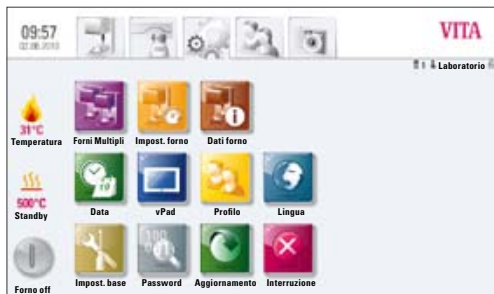 09:57
02.08.2010
VITA
Laboratorio
31°C
Temperatura
Forni Multipli
Impost. forno
Dati forno
500°C
Standby
Data
vPad
Profilo
Lingua
Forno off
Impost. base
Password
Aggiornamento
Interruzione